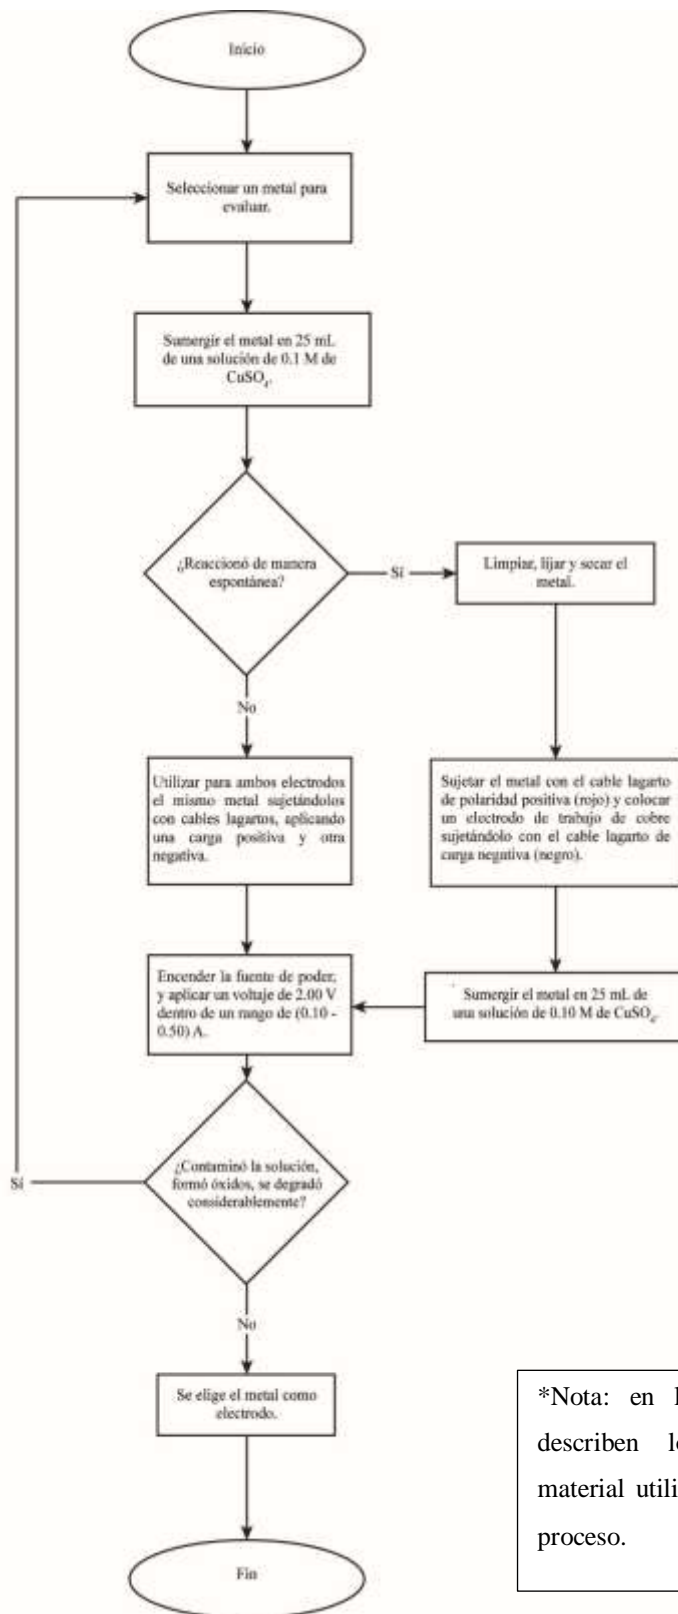 Inicio
Seleccionar un metal para
evaluar.
Sumergir el metal en 25 mL
de una solución de 0.1 M de
CuSO₄.
¿Reaccionó de manera
espontánea?
Sí
Limpiar, lijar y secar el
metal.
No
Utilizar para ambos electrodos
el mismo metal sujetándolos
con cables lagartos, aplicando
una carga positiva y otra
negativa.
Sujetar el metal con el cable lagarto
de polaridad positiva (rojo) y colocar
un electrodo de trabajo de cobre
sujetándolo con el cable lagarto de
carga negativa (negro).
Encender la fuente de poder,
y aplicar un voltaje de 2.00 V
dentro de un rango de (0.10 -
0.50) A.
Sumergir el metal en 25 mL de
una solución de 0.10 M de CuSO₄.
¿Contaminó la solución,
formó óxidos, se degradó
considerablemente?
Sí
No
Se elige el metal como
electrodo.
*Nota: en
describen
material
proceso.
Fin